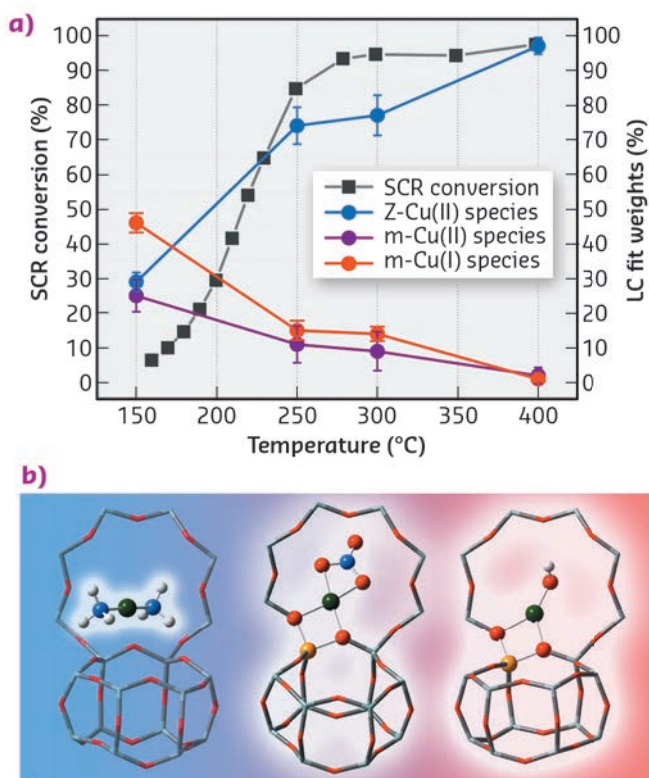 a)
100
90
80
70
60
50
40
30
20
10
0
SCR conversion (%)
100
90
80
70
60
50
40
30
20
10
0
LC fit weights (%)
SCR conversion
Z-Cu(II) species
m-Cu(II) species
m-Cu(I) species
150 200 250 300 350 400
Temperature (°C)
b)